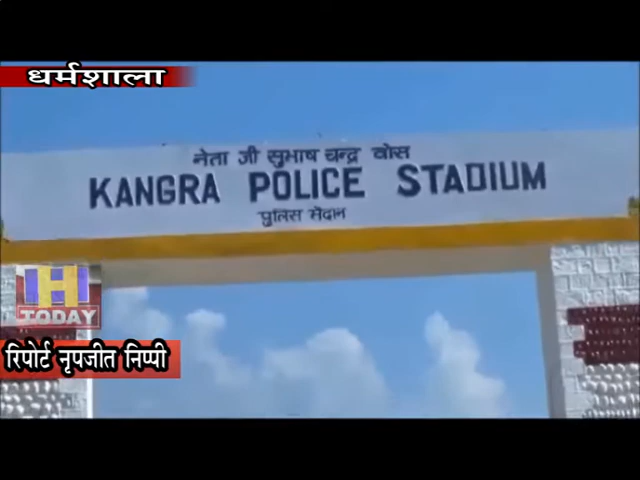 धर्मशाला
नेता जी सुभाष चन्द्र वोस
KANGRA POLICE STADIUM
पुलिस मैदान
H
TODAY
रिपोर्ट नृपजीत निप्पी